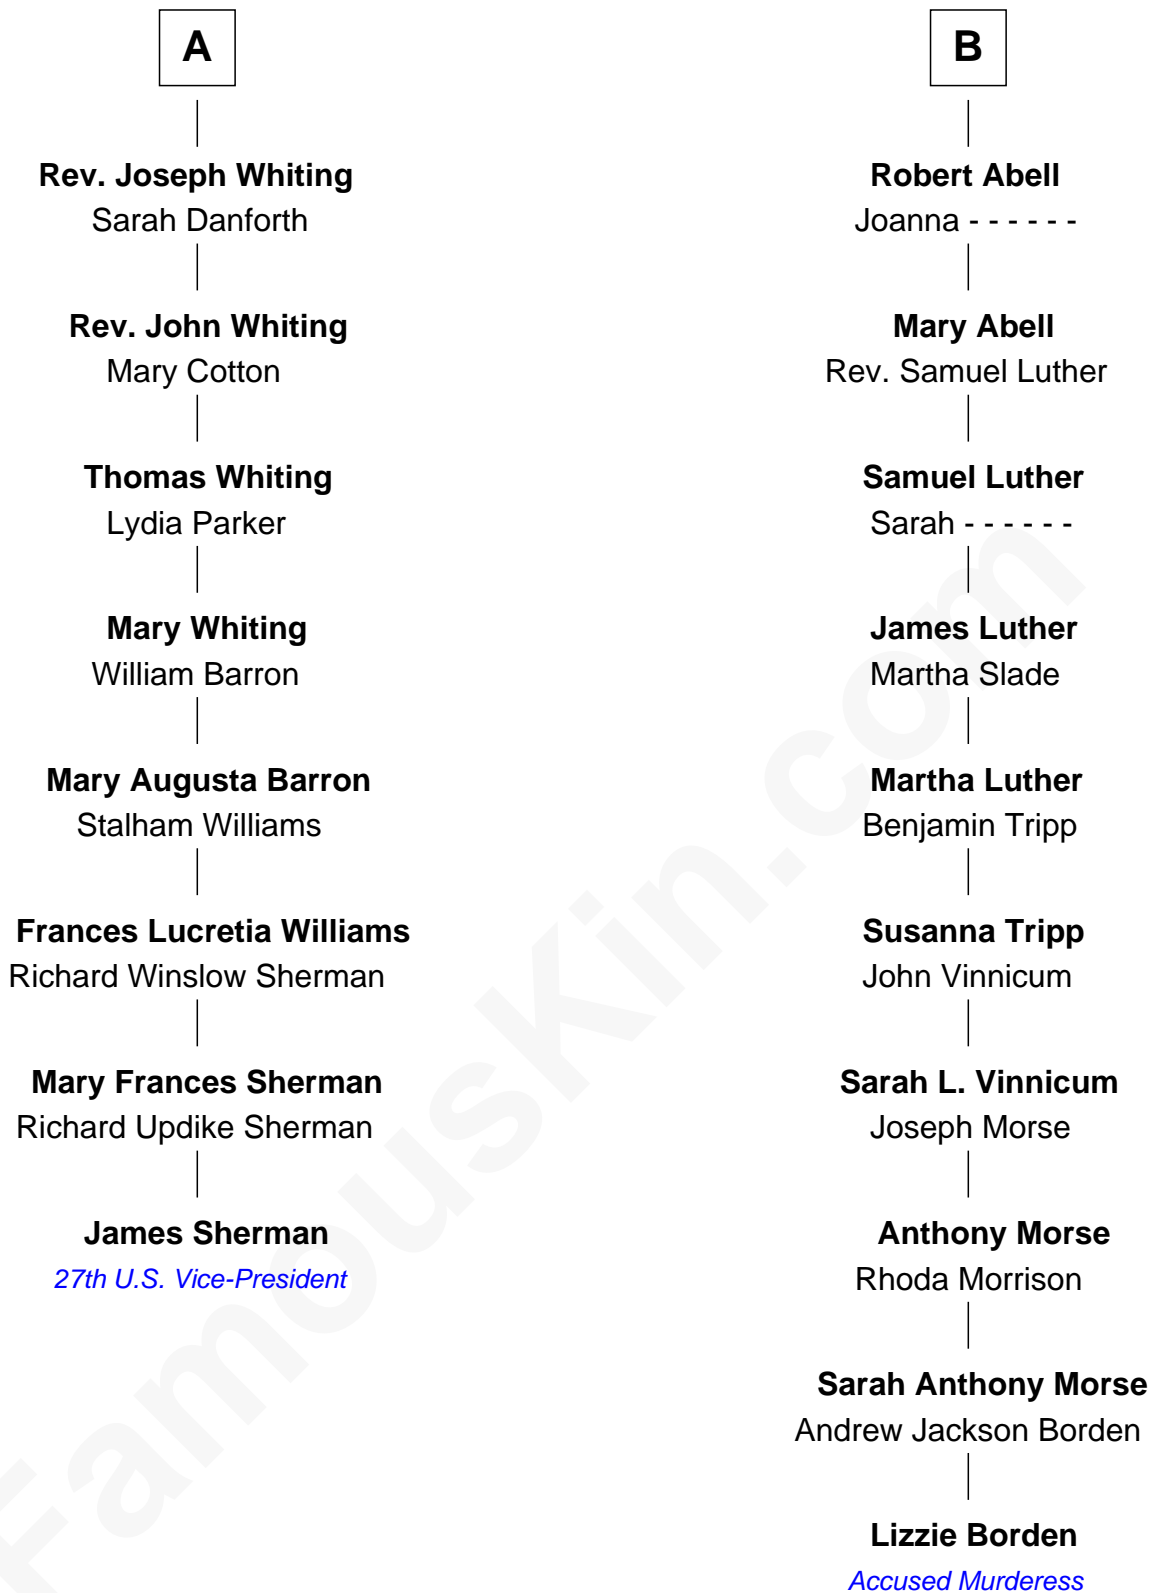 A
Rev. Joseph Whiting
Sarah Danforth
Rev. John Whiting
Mary Cotton
Thomas Whiting
Lydia Parker
Mary Whiting
William Barron
Mary Augusta Barron
Stalham Williams
Frances Lucretia Williams
Richard Winslow Sherman
Mary Frances Sherman
Richard Updike Sherman
James Sherman
27th U.S. Vice-President
B
Robert Abell
Joanna - - - - - -
Mary Abell
Rev. Samuel Luther
Samuel Luther
Sarah - - - - - -
James Luther
Martha Slade
Martha Luther
Benjamin Tripp
Susanna Tripp
John Vinnicum
Sarah L. Vinnicum
Joseph Morse
Anthony Morse
Rhoda Morrison
Sarah Anthony Morse
Andrew Jackson Borden
Lizzie Borden
Accused Murderess
FamousKin.com